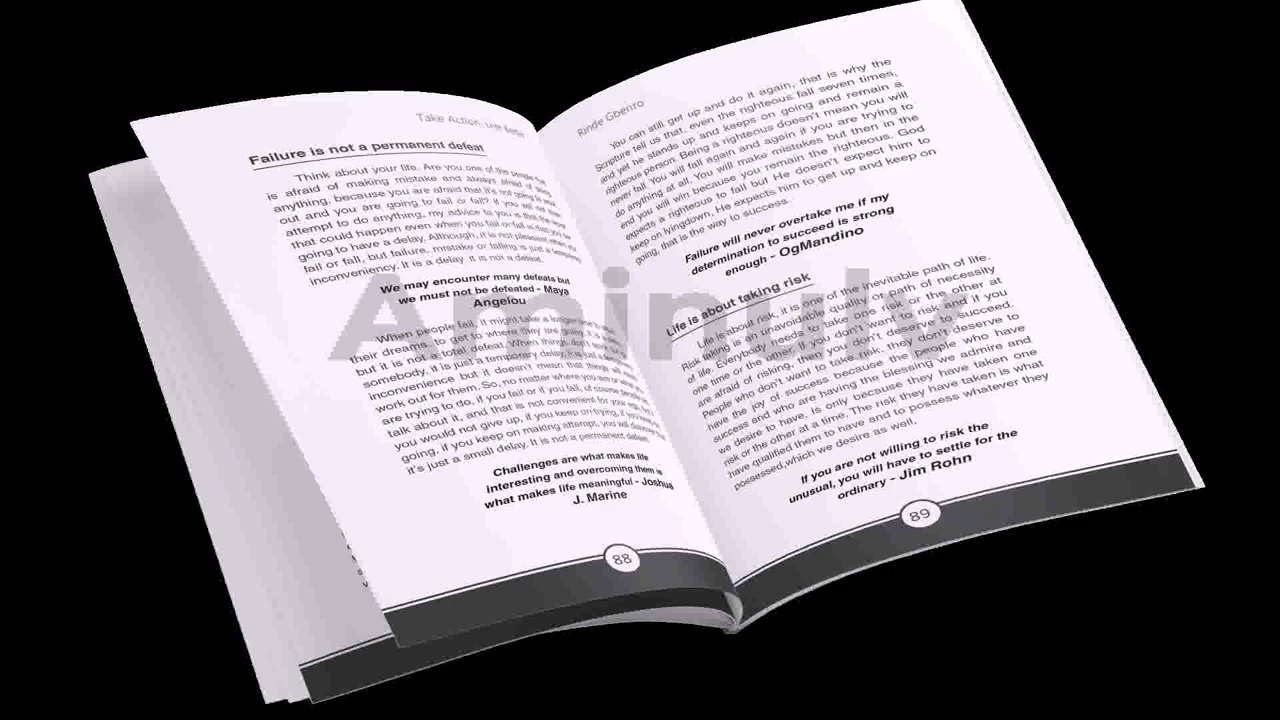 Take Action, Live Better
Failure is not a permanent defeat
Think about your life. Are you one of the people that
is afraid of making mistake and always afraid of doing
anything, because you are afraid that it's not going to work
out and you are going to fail or fall? If you will not even
attempt to do anything, my advice to you is that the worst
that could happen even when you fail or fall is that you are
going to have a delay. Although, it is not pleasant when you
fail or fall, but failure, mistake or falling is just a temporary
inconveniency. It is a delay it is not a defeat.
We may encounter many defeats but
we must not be defeated - Maya
Angelou
When people fall, it might take a longer time
their dreams, to get to where they are going
but it is not a total defeat. When things don't
somebody, it is just a temporary delay, it is
inconvenience but it doesn't mean that things will
work out for them. So, no matter where you are or what you
are trying to do, if you fail or if you fall, of course people
talk about it, and that is not convenient for your ego, but
you would not give up, if you keep on trying, if you keep
going, if you keep on making attempt, you will discover that
it's just a small delay. It is not a permanent defeat.
Challenges are what makes life
interesting and overcoming them is
what makes life meaningful - Joshua
J. Marine
88
Rinde Gbenro
You can still get up and do it again, that is why the
Scripture tell us that, even the righteous fall seven times,
and yet he stands up and keeps on going and remain a
righteous person. Being a righteous doesn't mean you will
never fall. You will fall again and again if you are trying to
do anything at all. You will make mistakes but then in the
end you will win because you remain the righteous. God
expects a righteous to fall but He doesn't expect him to
keep on lyingdown, He expects him to get up and keep on
going, that is the way to success.
Failure will never overtake me if my
determination to succeed is strong
enough - OgMandino
Life is about taking risk
Life is about risk, it is one of the inevitable path of life.
Risk taking is an unavoidable quality or path of necessity
of life. Everybody needs to take one risk or the other at
one time or the other. If you don't want to risk and if you
are afraid of risking, then you don't deserve to succeed.
People who don't want to take risk, they don't deserve to
have the joy of success because the people who have
success and who are having the blessing we admire and
we desire to have, is only because they have taken one
risk or the other at a time. The risk they have taken is what
have qualified them to have and to possess whatever they
possessed,which we desire as well.
If you are not willing to risk the
unusual, you will have to settle for the
ordinary - Jim Rohn
89
Aminuly